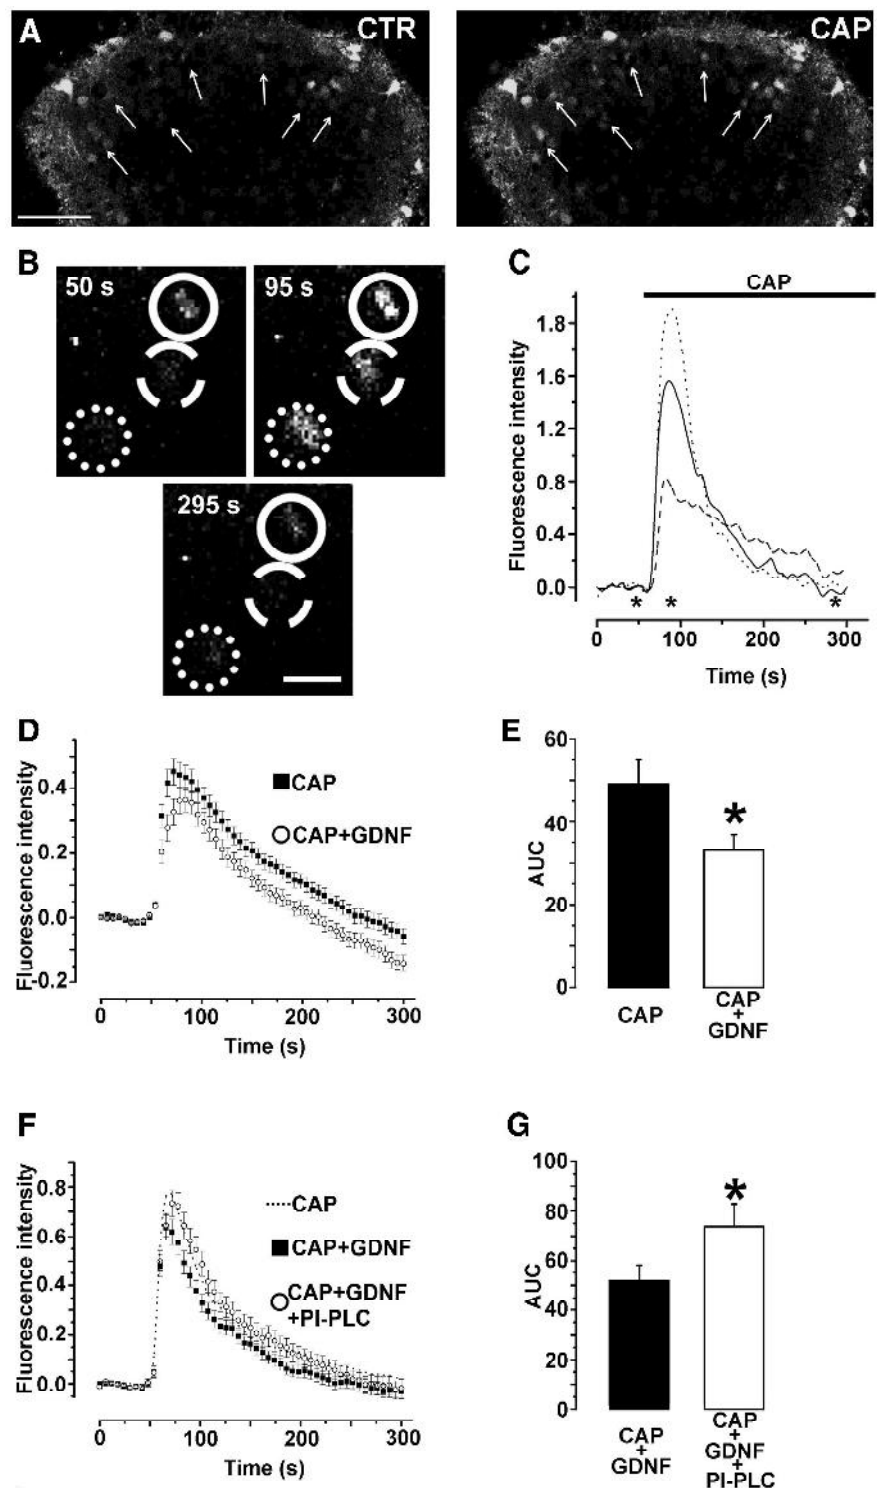 A
CTR
CAP
B
50 s
95 s
295 s
C
CAP
Fluorescence intensity
1.8
1.6
1.2
0.8
0.4
0.0
* * *
0 100 200 300
Time (s)
D
Fluorescence intensity
0.4
0.2
0.0
-0.2
CAP
CAP+GDNF
0 100 200 300
Time (s)
E
AUC
60
40
20
0
*
CAP
CAP
+
GDNF
F
Fluorescence intensity
0.8
0.6
0.4
0.2
0.0
CAP
CAP+GDNF
CAP+GDNF
+PI-PLC
0 100 200 300
Time (s)
G
AUC
100
80
60
40
20
0
*
CAP
+
GDNF
CAP
+
GDNF
+
PI-PLC